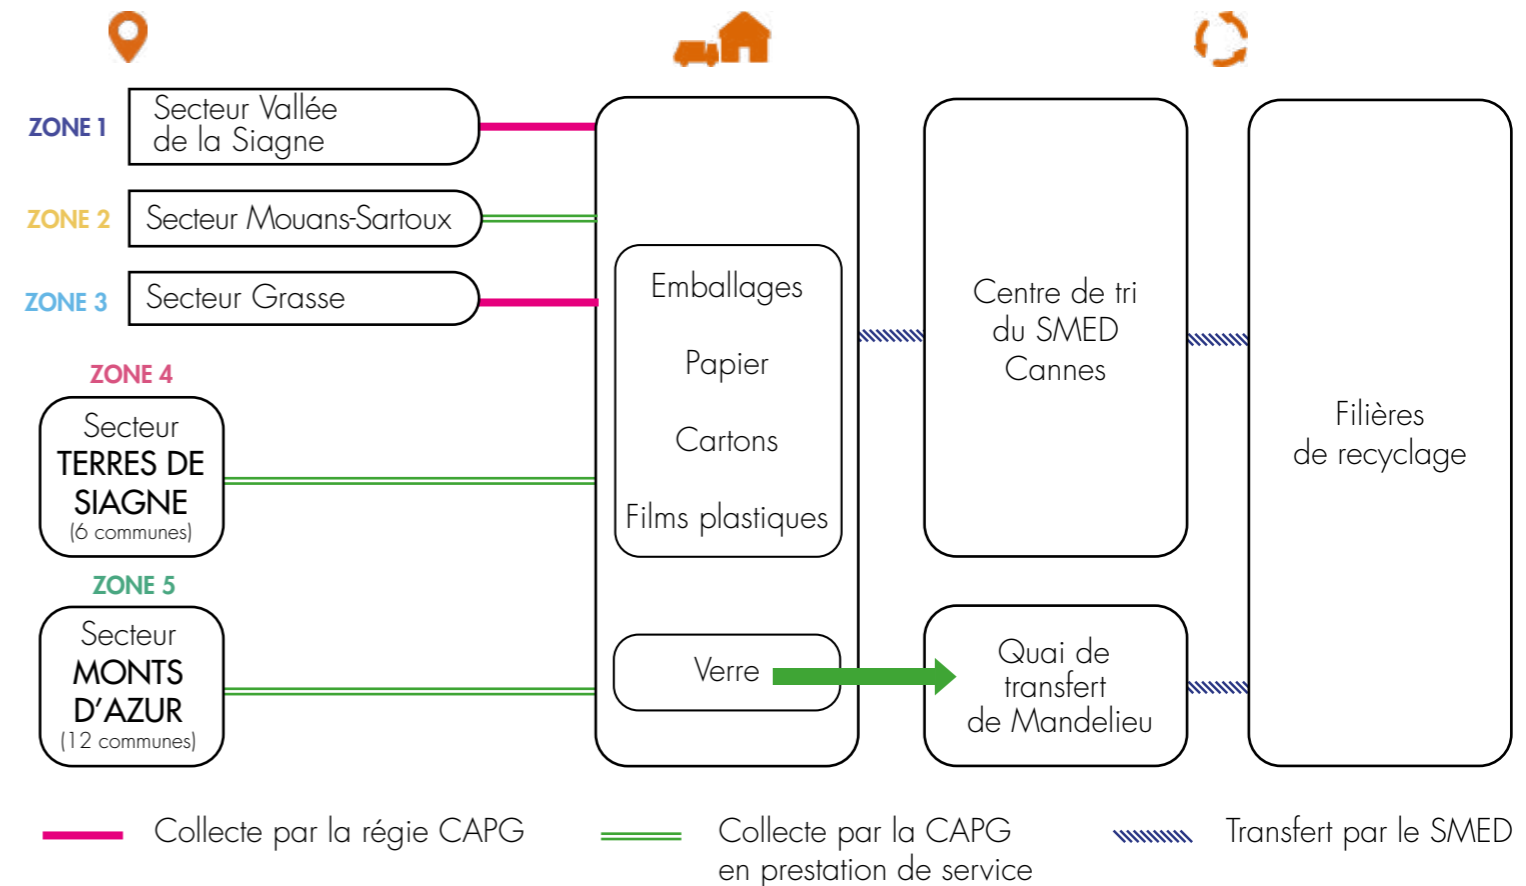 ZONE 1
Secteur Vallée
de la Siagne
ZONE 2
Secteur Mouans-Sartoux
ZONE 3
Secteur Grasse
ZONE 4
Secteur
TERRES DE
SIAGNE
(6 communes)
ZONE 5
Secteur
MONTS
D'AZUR
(12 communes)
Emballages
Papier
Cartons
Films plastiques
Verre
Centre de tri
du SMED
Cannes
Quai de
transfert
de Mandelieu
Filières
de recyclage
Collecte par la régie CAPG
Collecte par la CAPG
en prestation de service
Transfert par le SMED